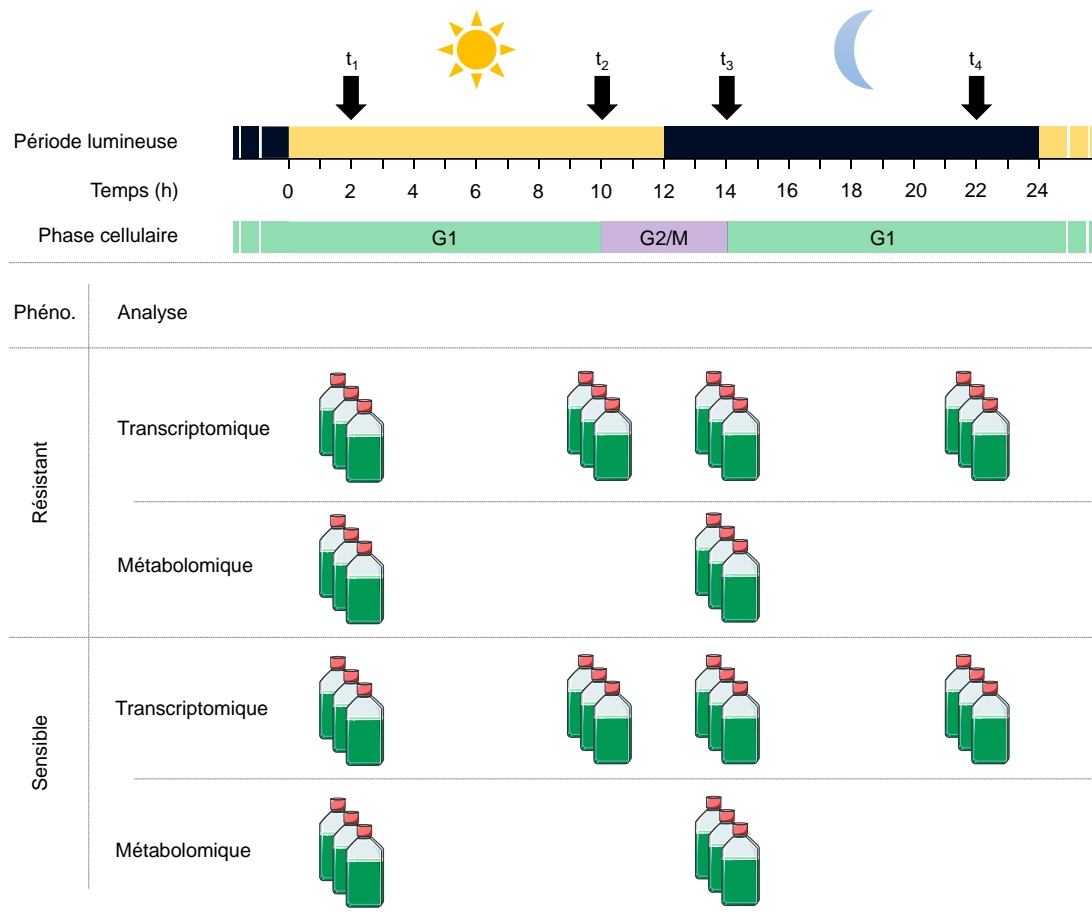 t₁ t₂ t₃ t₄
Période lumineuse
Temps (h) 0 2 4 6 8 10 12 14 16 18 20 22 24
Phase cellulaire G1 G2/M G1
Phéno. Analyse
Résistant
Transcriptomique
Métabolomique
Sensible
Transcriptomique
Métabolomique